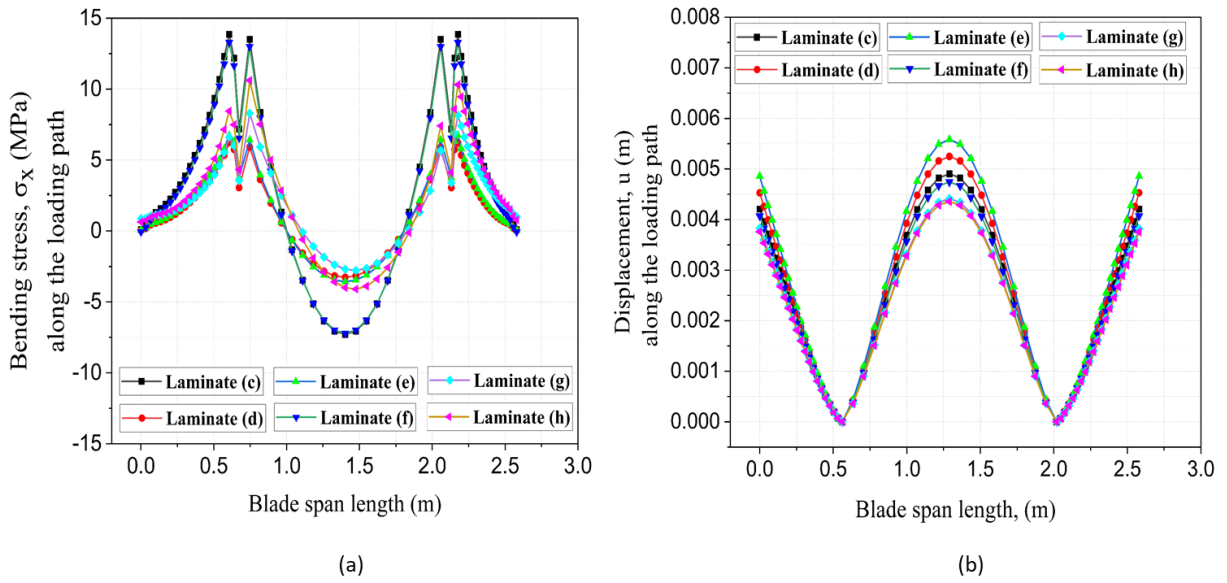 15
10
5
0
-5
-10
-15
Bending stress, σX (MPa)
along the loading path
Laminate (c) Laminate (e) Laminate (g)
Laminate (d) Laminate (f) Laminate (h)
0.0 0.5 1.0 1.5 2.0 2.5 3.0
Blade span length (m)
(a)
0.008
0.007
0.006
0.005
0.004
0.003
0.002
0.001
0.000
Displacement, u (m)
along the loading path
Laminate (c) Laminate (e) Laminate (g)
Laminate (d) Laminate (f) Laminate (h)
0.0 0.5 1.0 1.5 2.0 2.5 3.0
Blade span length, (m)
(b)